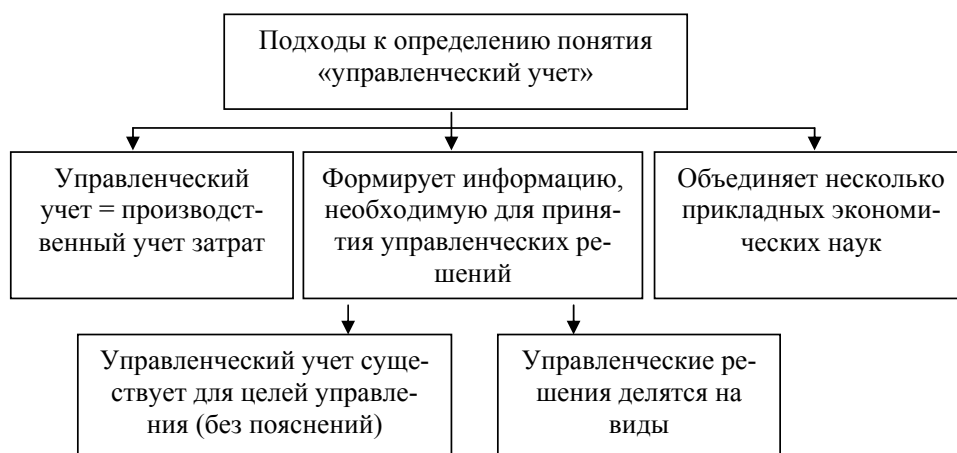 Подходы к определению понятия
«управленческий учет»
Управленческий
учет = производст-
венный учет затрат
Формирует информацию,
необходимую для приня-
тия управленческих ре-
шений
Объединяет несколько
прикладных экономи-
ческих наук
Управленческий учет суще-
ствует для целей управле-
ния (без пояснений)
Управленческие ре-
шения делятся на
виды